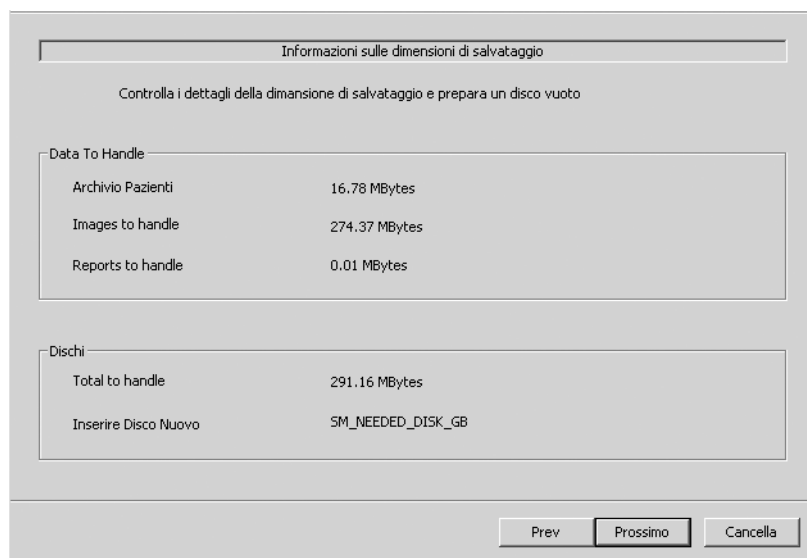 Informazioni sulle dimensioni di salvataggio
Controlla i dettagli della dimansione di salvataggio e prepara un disco vuoto
Data To Handle
Archivio Pazienti 16.78 MBytes
Images to handle 274.37 MBytes
Reports to handle 0.01 MBytes
Dischi
Total to handle 291.16 MBytes
Inserire Disco Nuovo SM_NEEDED_DISK_GB
Prev Prossimo Cancella